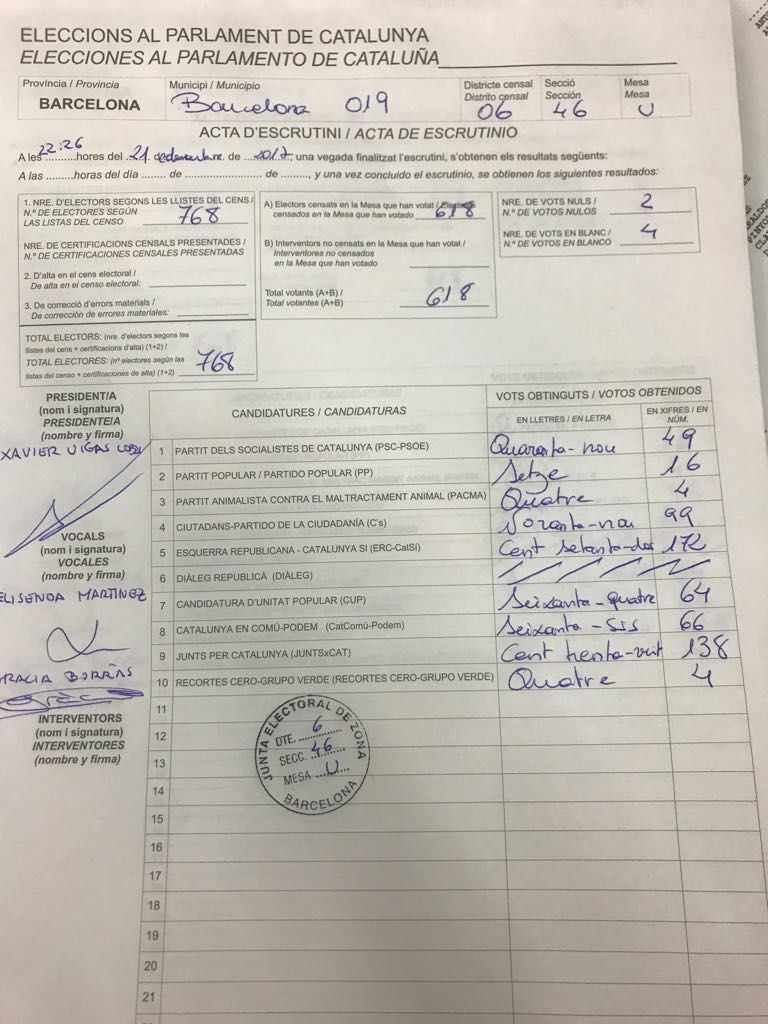 ELECCIONS AL PARLAMENT DE CATALUNYA
ELECCIONES AL PARLAMENTO DE CATALUÑA
Província / Provincia
BARCELONA
Municipi / Municipio
Barcelona 019
Districte censal
Distrito censal
06
Secció
Sección
46
Mesa
Mesa
U
ACTA D'ESCRUTINI / ACTA DE ESCRUTINIO
A les 22:26 hores del 21 de desembre de 2017, una vegada finalitzat l'escrutini, s'obtenen els resultats següents:
A las .......... horas del día ....... de .................... de ........, y una vez concluido el escrutinio, se obtienen los siguientes resultados:
1. NRE. D'ELECTORS SEGONS LES LLISTES DEL CENS /
N.º DE ELECTORES SEGÚN
LAS LISTAS DEL CENSO 768
NRE. DE CERTIFICACIONS CENSALS PRESENTADES /
N.º DE CERTIFICACIONES CENSALES PRESENTADAS
2. D'alta en el cens electoral /
De alta en el censo electoral:
3. De correcció d'errors materials /
De corrección de errores materiales:
TOTAL ELECTORS: (nre. d'electors segons les
llistes del cens + certificacions d'alta) (1+2) /
TOTAL ELECTORES: (nº electores según las
listas del censo + certificaciones de alta) (1+2) 768
A) Electors censats en la Mesa que han votat / Electores
censados en la Mesa que han votado 618
B) Interventors no censats en la Mesa que han votat /
Interventores no censados
en la Mesa que han votado
Total votants (A+B) /
Total votantes (A+B) 618
NRE. DE VOTS NULS /
N.º DE VOTOS NULOS 2
NRE. DE VOTS EN BLANC /
N.º DE VOTOS EN BLANCO 4
PRESIDENT/A
(nom i signatura)
PRESIDENTE/A
(nombre y firma)
XAVIER VIGAS
VOCALS
(nom i signatura)
VOCALES
(nombre y firma)
ELISENDA MARTINEZ
GRACIA BORRÀS
INTERVENTORS
(nom i signatura)
INTERVENTORES
(nombre y firma)
CANDIDATURES / CANDIDATURAS
VOTS OBTINGUTS / VOTOS OBTENIDOS
EN LLETRES / EN LETRA
EN XIFRES / EN NÚM.
1 PARTIT DELS SOCIALISTES DE CATALUNYA (PSC-PSOE) Quaranta-nou 49
2 PARTIT POPULAR / PARTIDO POPULAR (PP) Setze 16
3 PARTIT ANIMALISTA CONTRA EL MALTRACTAMENT ANIMAL (PACMA) Quatre 4
4 CIUTADANS-PARTIDO DE LA CIUDADANÍA (C's) Noranta-nou 99
5 ESQUERRA REPUBLICANA - CATALUNYA SÍ (ERC-CatSí) Cent setanta-dos 172
6 DIÀLEG REPUBLICÀ (DIÀLEG)
7 CANDIDATURA D'UNITAT POPULAR (CUP) Seixanta-quatre 64
8 CATALUNYA EN COMÚ-PODEM (CatComú-Podem) Seixanta-sis 66
9 JUNTS PER CATALUNYA (JUNTSxCAT) Cent trenta-vuit 138
10 RECORTES CERO-GRUPO VERDE (RECORTES CERO-GRUPO VERDE) Quatre 4
11
12
13
14
15
16
17
18
19
20
21
JUNTA ELECTORAL DE ZONA
DTE. 6
SECC. 46
MESA U
BARCELONA